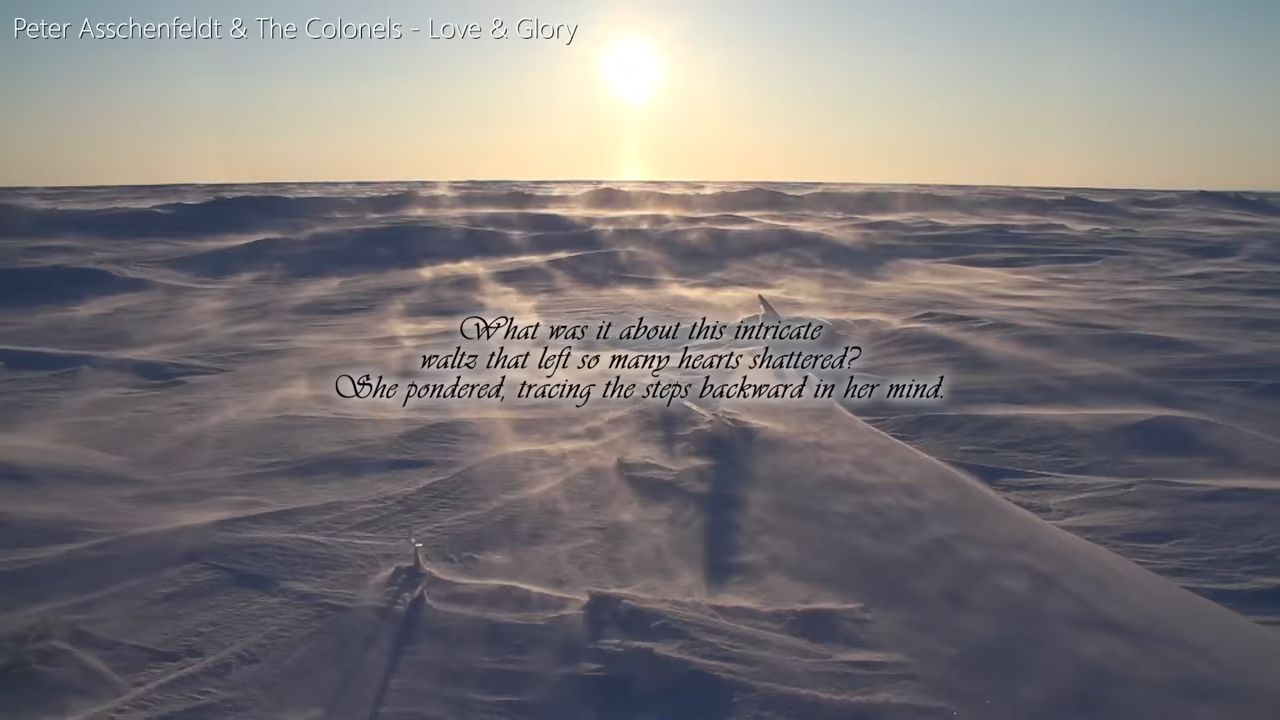 Peter Asschenfeldt & The Colonels - Love & Glory
What was it about this intricate
waltz that left so many hearts shattered?
She pondered, tracing the steps backward in her mind.